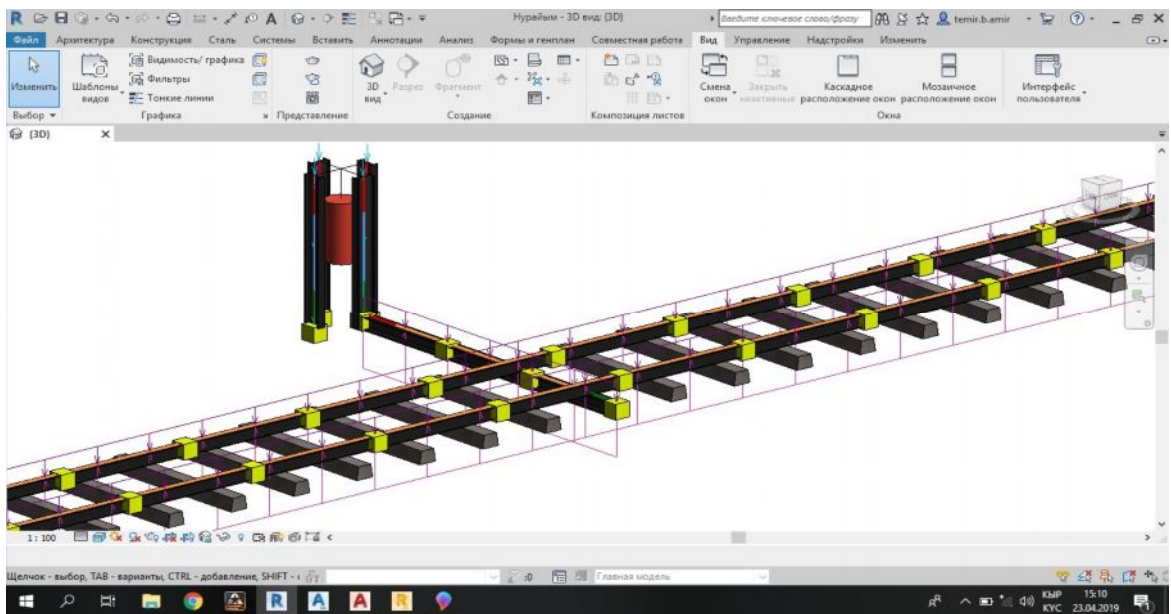 Нурайым - 3D вид: {3D}
Введите ключевое слово/фразу
temir.b.amir
Файл Архитектура Конструкция Сталь Системы Вставить Аннотации Анализ Формы и генплан Совместная работа Вид Управление Надстройки Изменить
Изменить
Шаблоны видов
Видимость/ графика
Фильтры
Тонкие линии
3D вид
Разрез
Фрагмент
Смена окон
Закрыть неактивные
Каскадное расположение окон
Мозаичное расположение окон
Интерфейс пользователя
Выбор Графика Представление Создание Композиция листов Окна
{3D}
1 : 100
Щелчок - выбор, TAB - варианты, CTRL - добавление, SHIFT -
:0
Главная модель
КЫР 15:10
КУС 23.04.2019